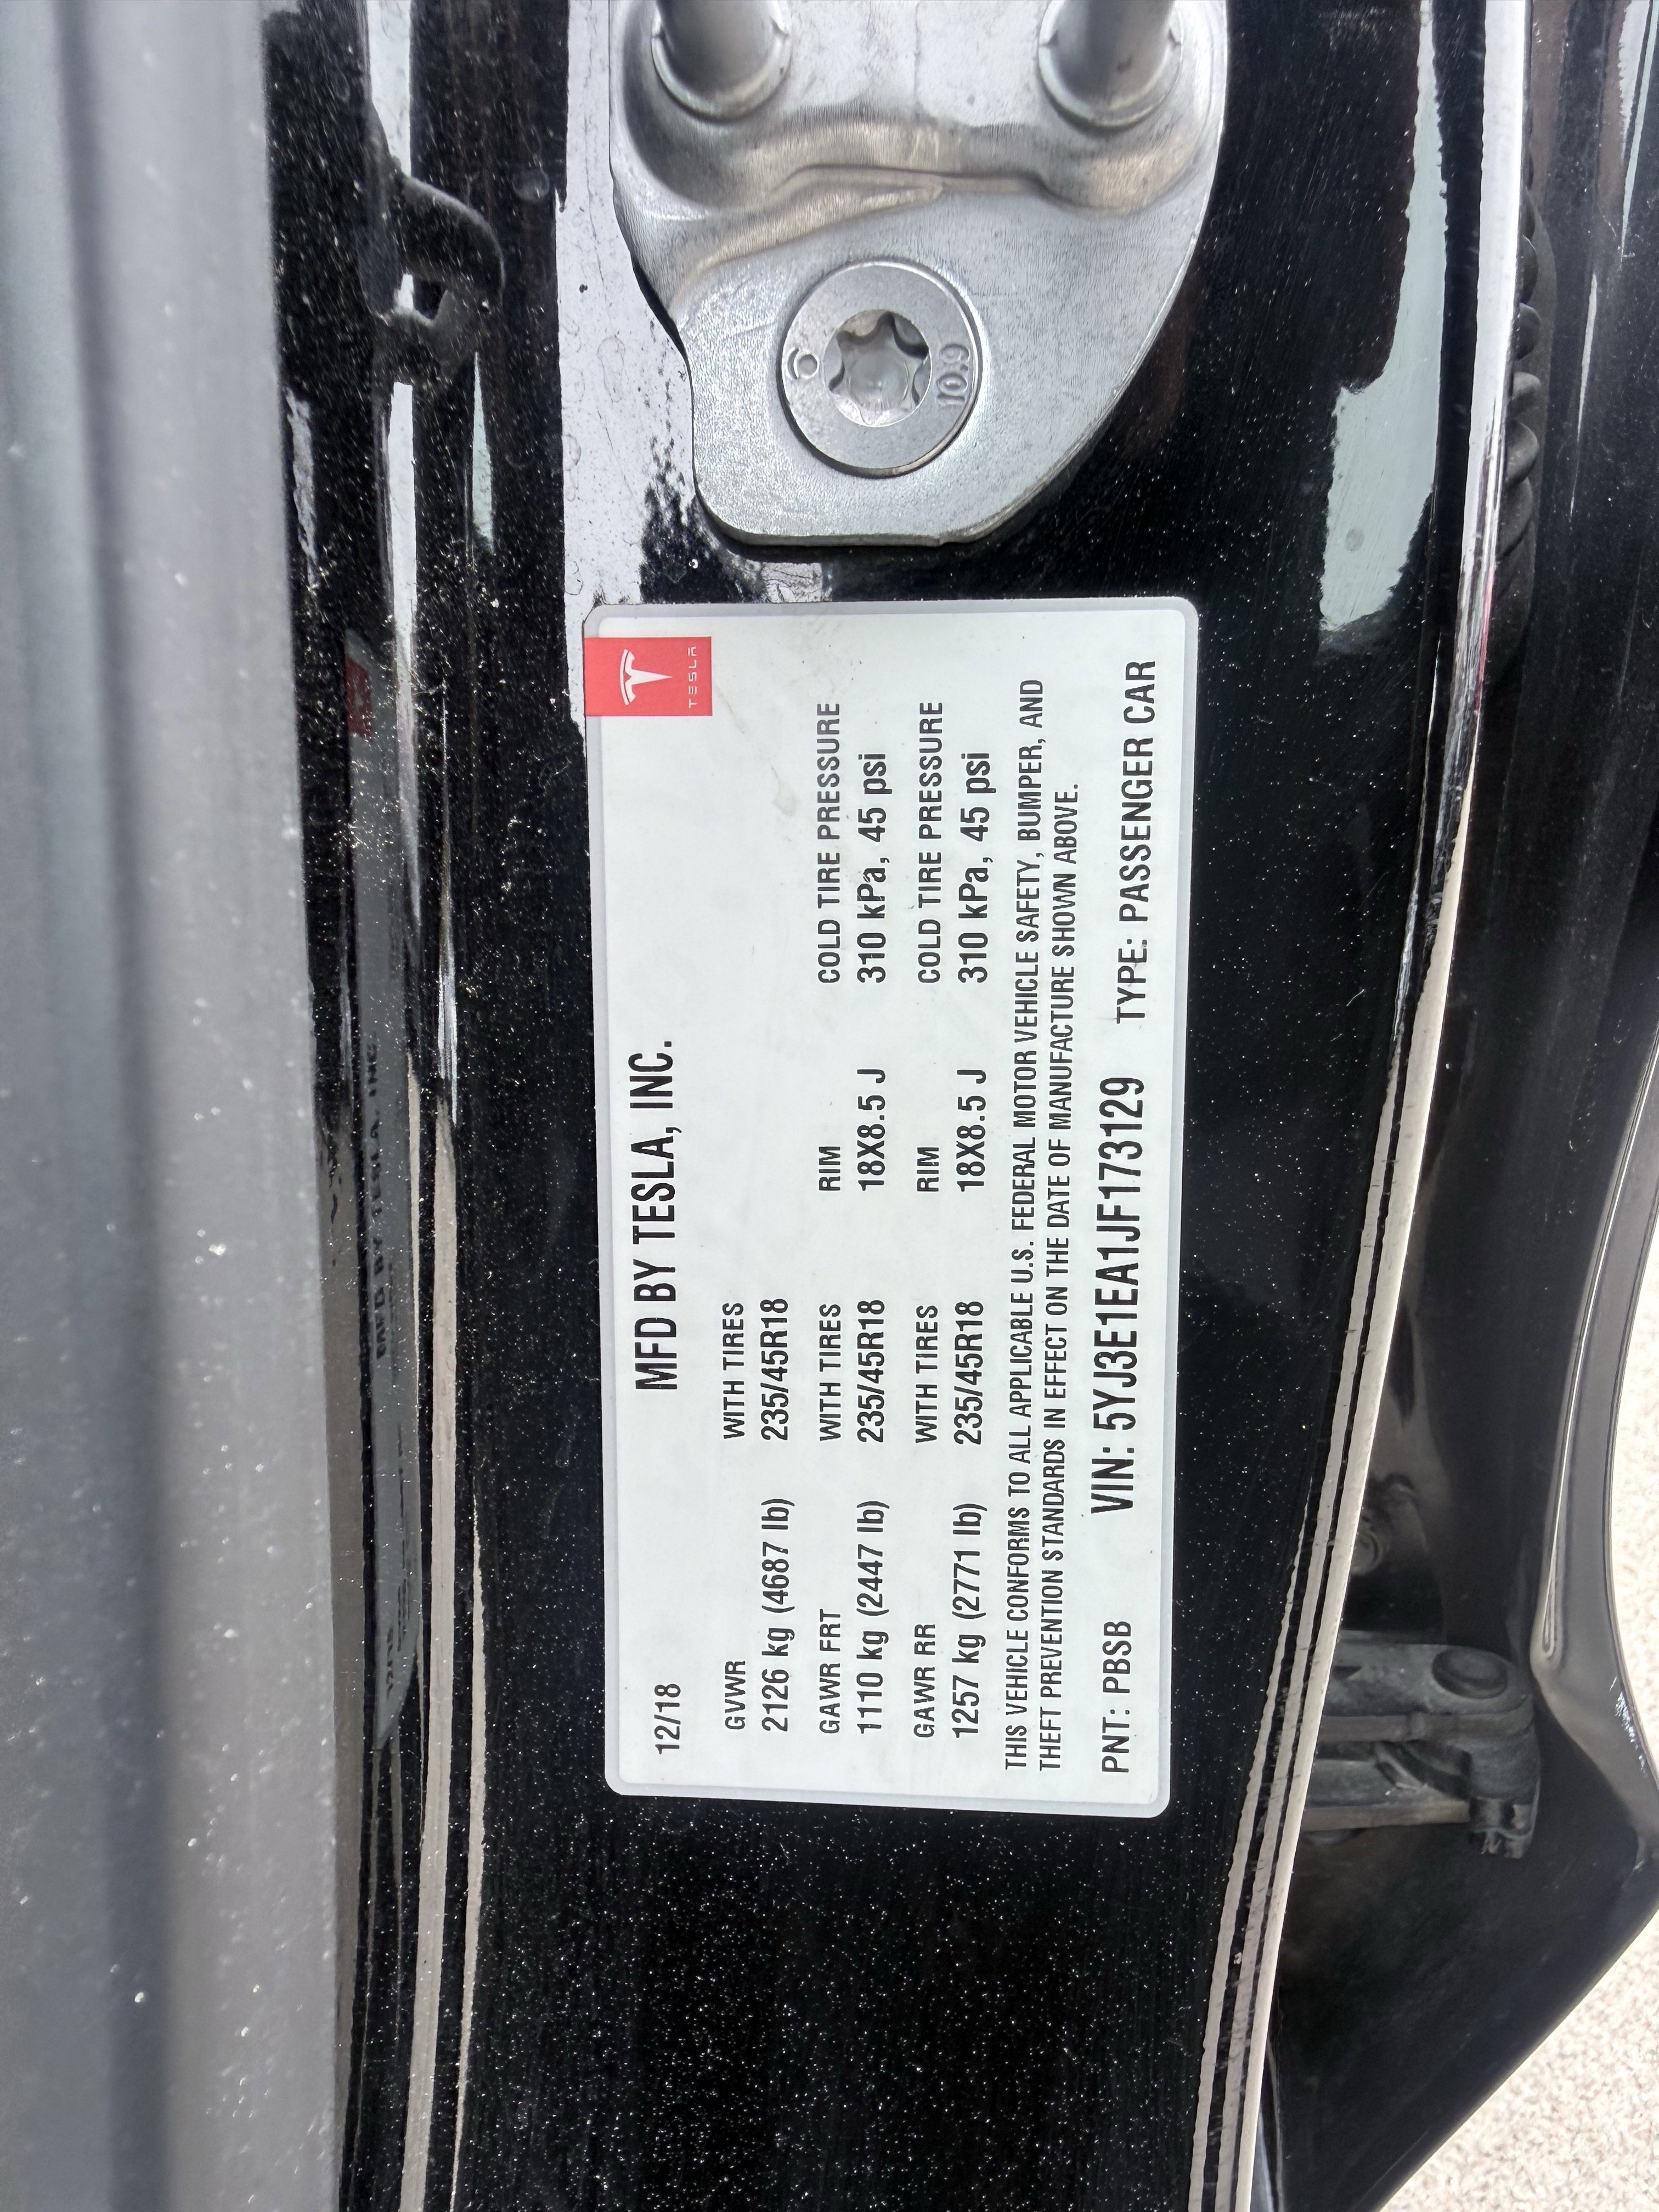 6
10.9
TESLA
12/18
MFD BY TESLA, INC.
GVWR WITH TIRES
2126 kg (4687 lb) 235/45R18
GAWR FRT WITH TIRES RIM COLD TIRE PRESSURE
1110 kg (2447 lb) 235/45R18 18X8.5 J 310 kPa, 45 psi
GAWR RR WITH TIRES RIM COLD TIRE PRESSURE
1257 kg (2771 lb) 235/45R18 18X8.5 J 310 kPa, 45 psi
THIS VEHICLE CONFORMS TO ALL APPLICABLE U.S. FEDERAL MOTOR VEHICLE SAFETY, BUMPER, AND
THEFT PREVENTION STANDARDS IN EFFECT ON THE DATE OF MANUFACTURE SHOWN ABOVE.
PNT: PBSB VIN: 5YJ3E1EA1JF173129 TYPE: PASSENGER CAR